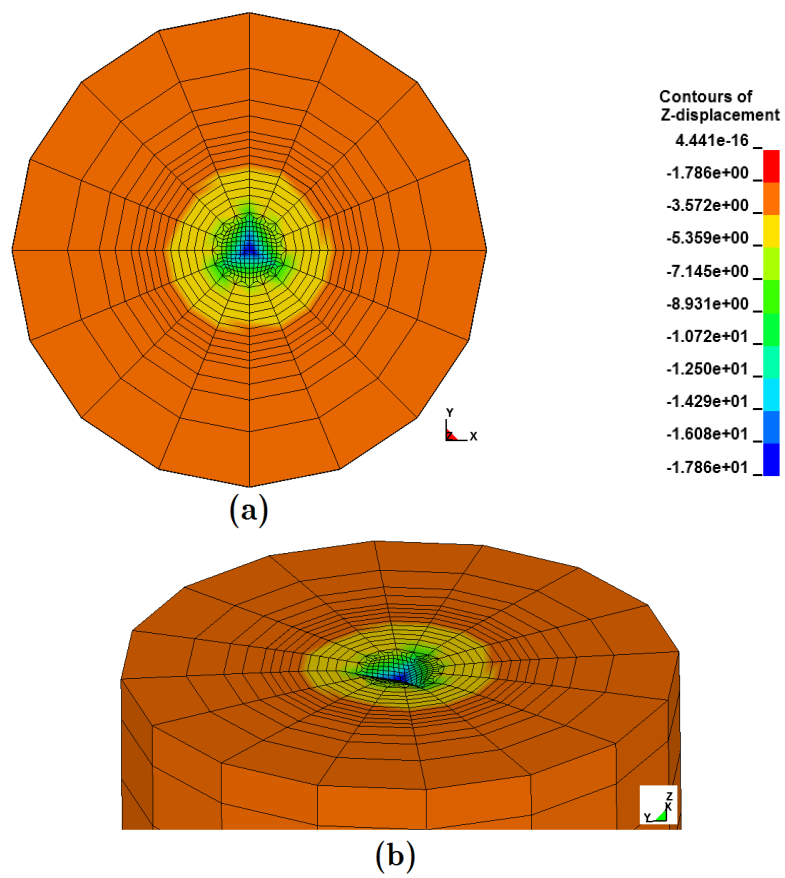 Contours of
Z-displacement
4.441e-16
-1.786e+00
-3.572e+00
-5.359e+00
-7.145e+00
-8.931e+00
-1.072e+01
-1.250e+01
-1.429e+01
-1.608e+01
-1.786e+01
Y
Z X
(a)
Z
X
Y
(b)